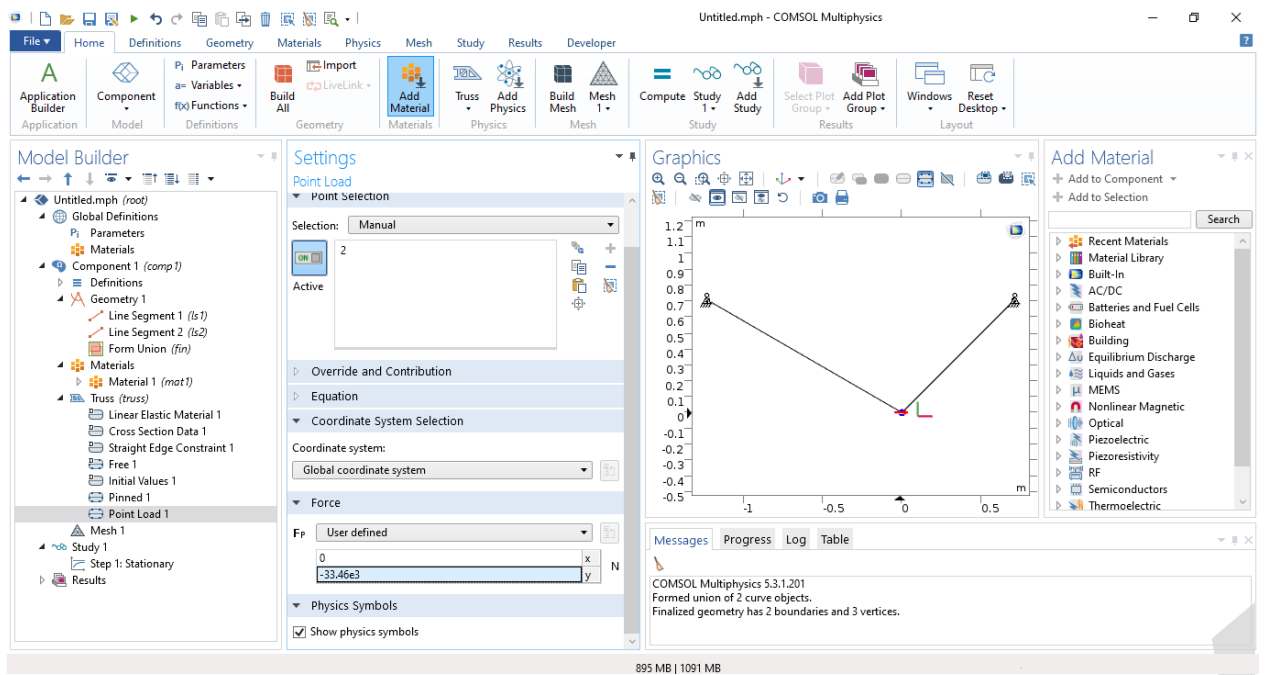 Untitled.mph - COMSOL Multiphysics
File Home Definitions Geometry Materials Physics Mesh Study Results Developer
Application Builder
Application
Component
Model
Pi Parameters
a= Variables
f(x) Functions
Definitions
Build All
Import
LiveLink
Geometry
Add Material
Materials
Truss
Add Physics
Physics
Build Mesh
Mesh 1
Mesh
Compute
Study 1
Add Study
Study
Select Plot Group
Add Plot Group
Results
Windows
Reset Desktop
Layout
Model Builder
Untitled.mph (root)
Global Definitions
Pi Parameters
Materials
Component 1 (comp1)
Definitions
Geometry 1
Line Segment 1 (ls1)
Line Segment 2 (ls2)
Form Union (fin)
Materials
Material 1 (mat1)
Truss (truss)
Linear Elastic Material 1
Cross Section Data 1
Straight Edge Constraint 1
Free 1
Initial Values 1
Pinned 1
Point Load 1
Mesh 1
Study 1
Step 1: Stationary
Results
Settings
Point Load
Point Selection
Selection: Manual
ON
Active
2
Override and Contribution
Equation
Coordinate System Selection
Coordinate system:
Global coordinate system
Force
FP User defined
0 x
-33.46e3 y
N
Physics Symbols
Show physics symbols
Graphics
m
1.2
1.1
1
0.9
0.8
0.7
0.6
0.5
0.4
0.3
0.2
0.1
0
-0.1
-0.2
-0.3
-0.4
-0.5
m
-1 -0.5 0 0.5
Messages Progress Log Table
COMSOL Multiphysics 5.3.1.201
Formed union of 2 curve objects.
Finalized geometry has 2 boundaries and 3 vertices.
Add Material
Add to Component
Add to Selection
Search
Recent Materials
Material Library
Built-In
AC/DC
Batteries and Fuel Cells
Bioheat
Building
Equilibrium Discharge
Liquids and Gases
MEMS
Nonlinear Magnetic
Optical
Piezoelectric
Piezoresistivity
RF
Semiconductors
Thermoelectric
895 MB | 1091 MB